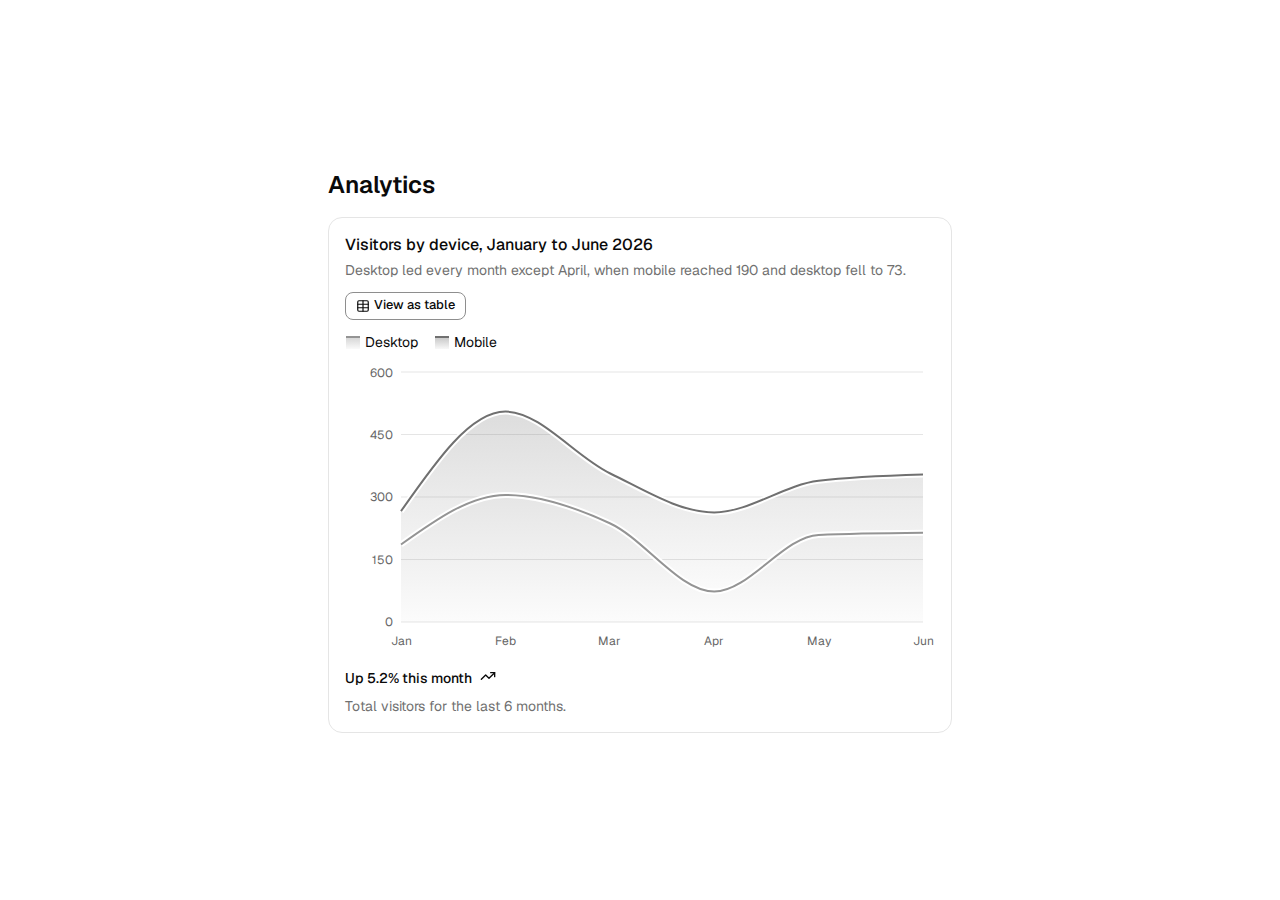 Analytics
Visitors by device, January to June 2026
Desktop led every month except April, when mobile reached 190 and desktop fell to 73.
View as table
Desktop Mobile
600
450
300
150
0
Jan Feb Mar Apr May Jun
Up 5.2% this month
Total visitors for the last 6 months.